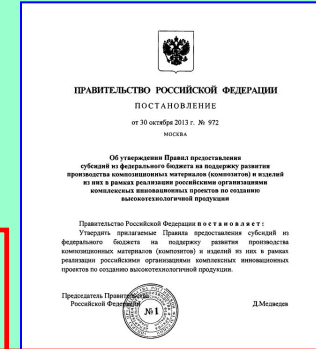 ПРАВИТЕЛЬСТВО РОССИЙСКОЙ ФЕДЕРАЦИИ
ПОСТАНОВЛЕНИЕ
от 30 октября 2013 г. № 972
МОСКВА
Об утверждении Правил предоставления
субсидий из федерального бюджета на поддержку развития
производства композиционных материалов (композитов) и изделий
из них в рамках реализации российскими организациями
комплексных инновационных проектов по созданию
высокотехнологичной продукции
Правительство Российской Федерации постановляет:
Утвердить прилагаемые Правила предоставления субсидий из
федерального бюджета на поддержку развития производства
композиционных материалов (композитов) и изделий из них в рамках
реализации российскими организациями комплексных инновационных
проектов по созданию высокотехнологичной продукции.
Председатель Правительства
Российской Федерации
Д.Медведев
№1